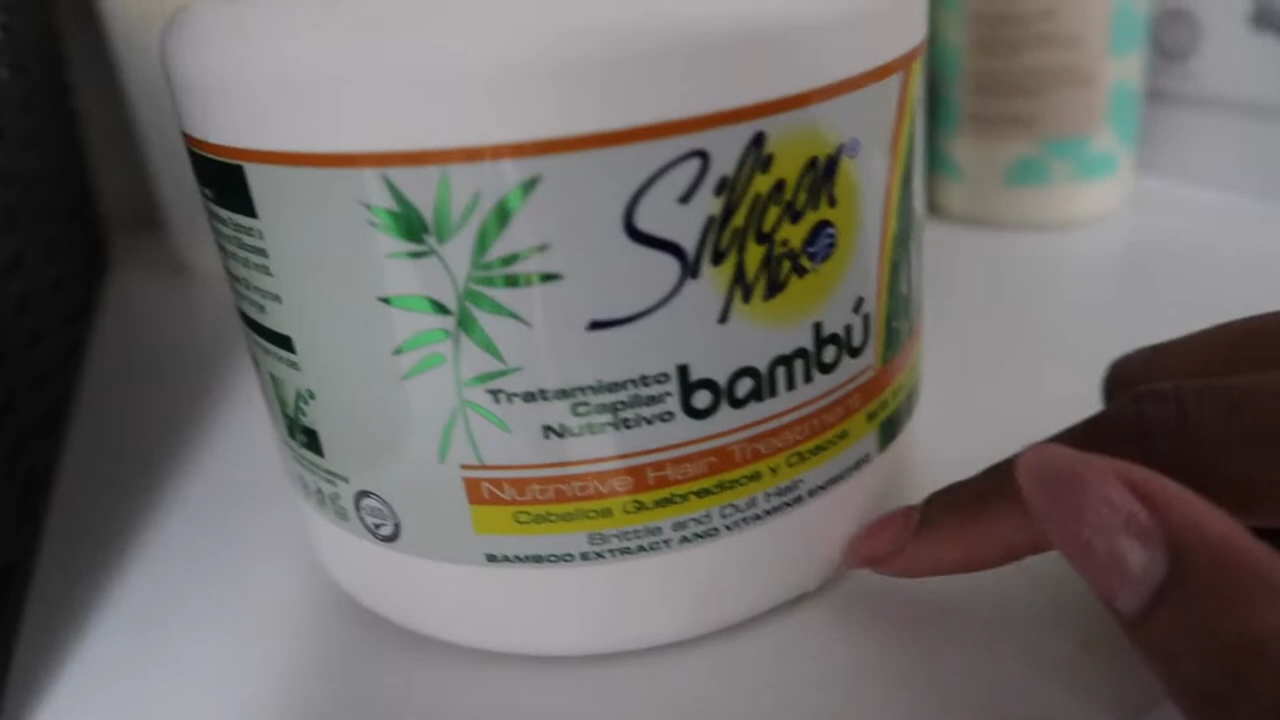 Silicon
Mix
bambú
Tratamiento
Capilar
Nutritivo
Nutritive Hair Treatment
Cabellos Quebradizos y Opacos
Brittle and Dull Hair
BAMBOO EXTRACT AND VITAMINS ENRICHED